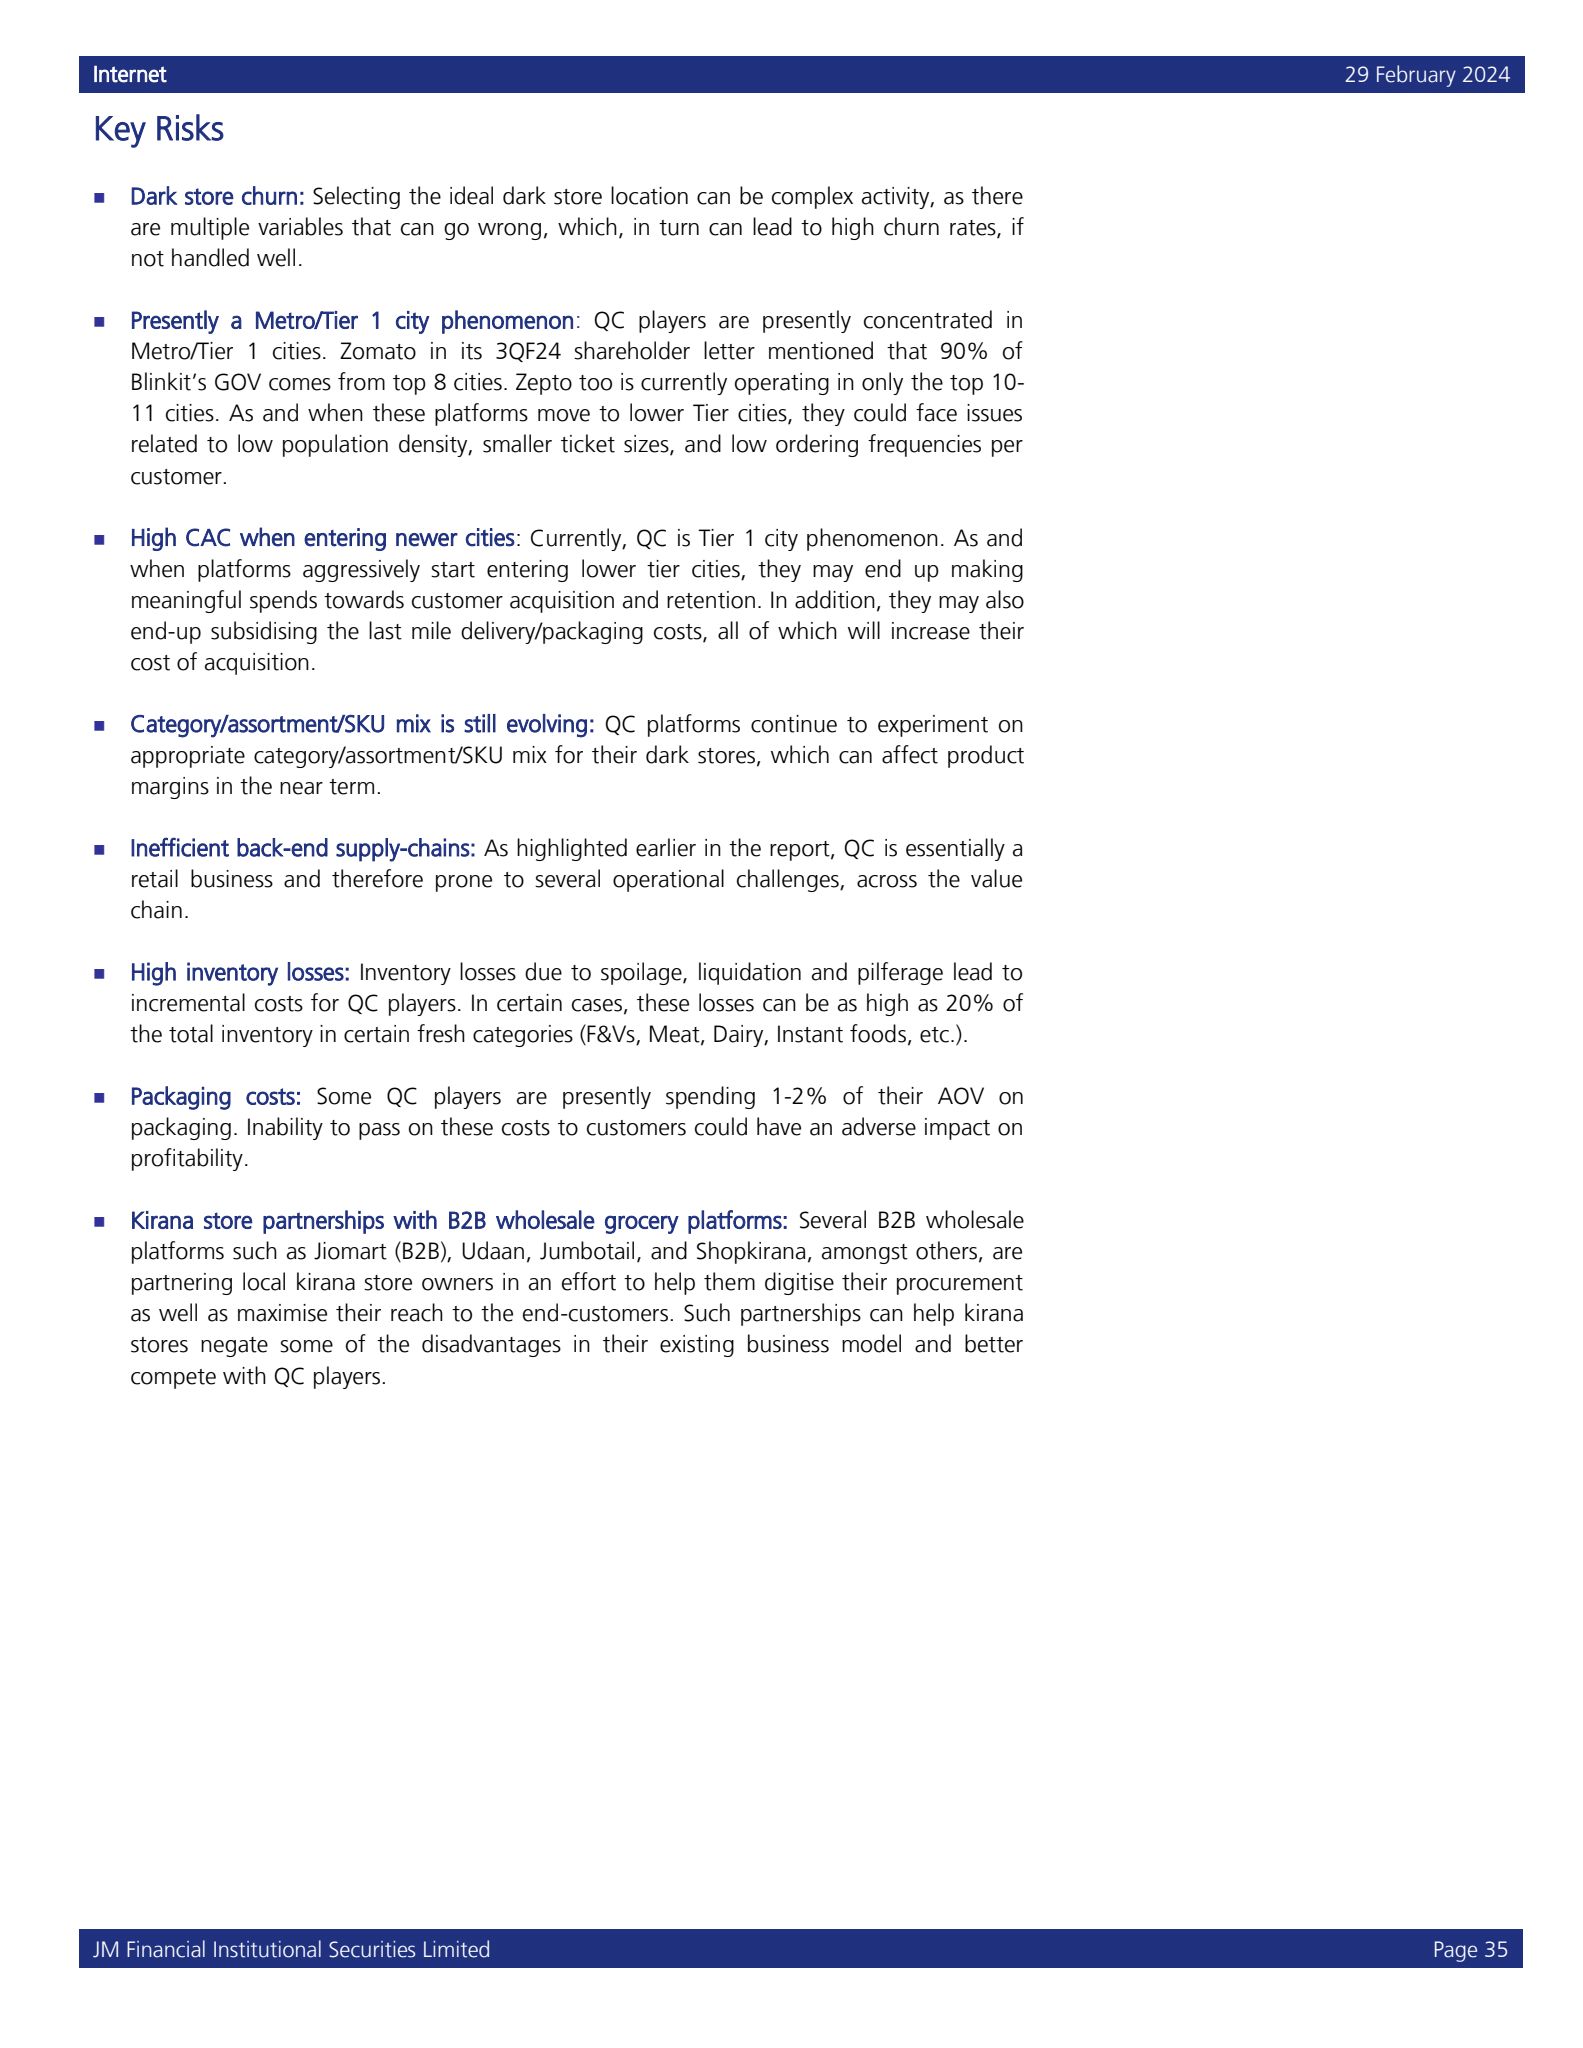 Internet
29 February 2024
Key Risks
Dark store churn: Selecting the ideal dark store location can be complex activity, as there
are multiple variables that can go wrong, which, in turn can lead to high churn rates, if
not handled well.
Presently a Metro/Tier 1 city phenomenon: QC players are presently concentrated in
Metro/Tier 1 cities. Zomato in its 3QF24 shareholder letter mentioned that 90% of
Blinkit’s GOV comes from top 8 cities. Zepto too is currently operating in only the top 10-
11 cities. As and when these platforms move to lower Tier cities, they could face issues
related to low population density, smaller ticket sizes, and low ordering frequencies per
customer.
High CAC when entering newer cities: Currently, QC is Tier 1 city phenomenon. As and
when platforms aggressively start entering lower tier cities, they may end up making
meaningful spends towards customer acquisition and retention. In addition, they may also
end-up subsidising the last mile delivery/packaging costs, all of which will increase their
cost of acquisition.
Category/assortment/SKU mix is still evolving: QC platforms continue to experiment on
appropriate category/assortment/SKU mix for their dark stores, which can affect product
margins in the near term.
Inefficient back-end supply-chains: As highlighted earlier in the report, QC is essentially a
retail business and therefore prone to several operational challenges, across the value
chain.
High inventory losses: Inventory losses due to spoilage, liquidation and pilferage lead to
incremental costs for QC players. In certain cases, these losses can be as high as 20% of
the total inventory in certain fresh categories (F&Vs, Meat, Dairy, Instant foods, etc.).
Packaging costs: Some QC players are presently spending 1-2% of their AOV on
packaging. Inability to pass on these costs to customers could have an adverse impact on
profitability.
Kirana store partnerships with B2B wholesale grocery platforms: Several B2B wholesale
platforms such as Jiomart (B2B), Udaan, Jumbotail, and Shopkirana, amongst others, are
partnering local kirana store owners in an effort to help them digitise their procurement
as well as maximise their reach to the end-customers. Such partnerships can help kirana
stores negate some of the disadvantages in their existing business model and better
compete with QC players.
JM Financial Institutional Securities Limited
Page 35